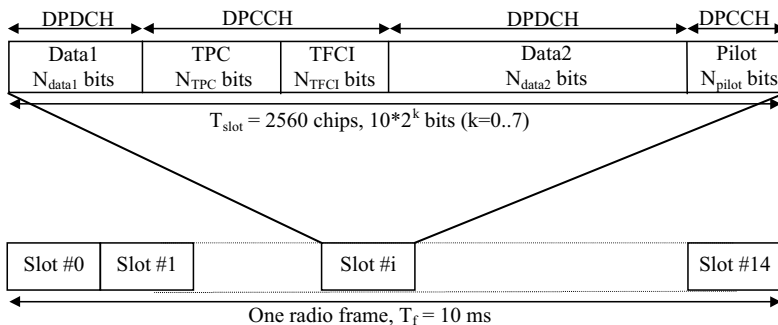 DPDCH DPCCH DPDCH DPCCH
Data1 TPC TFCI Data2 Pilot
N_data1 bits N_TPC bits N_TFCI bits N_data2 bits N_pilot bits
T_slot = 2560 chips, 10*2^k bits (k=0..7)
Slot #0 Slot #1 Slot #i Slot #14
One radio frame, T_f = 10 ms